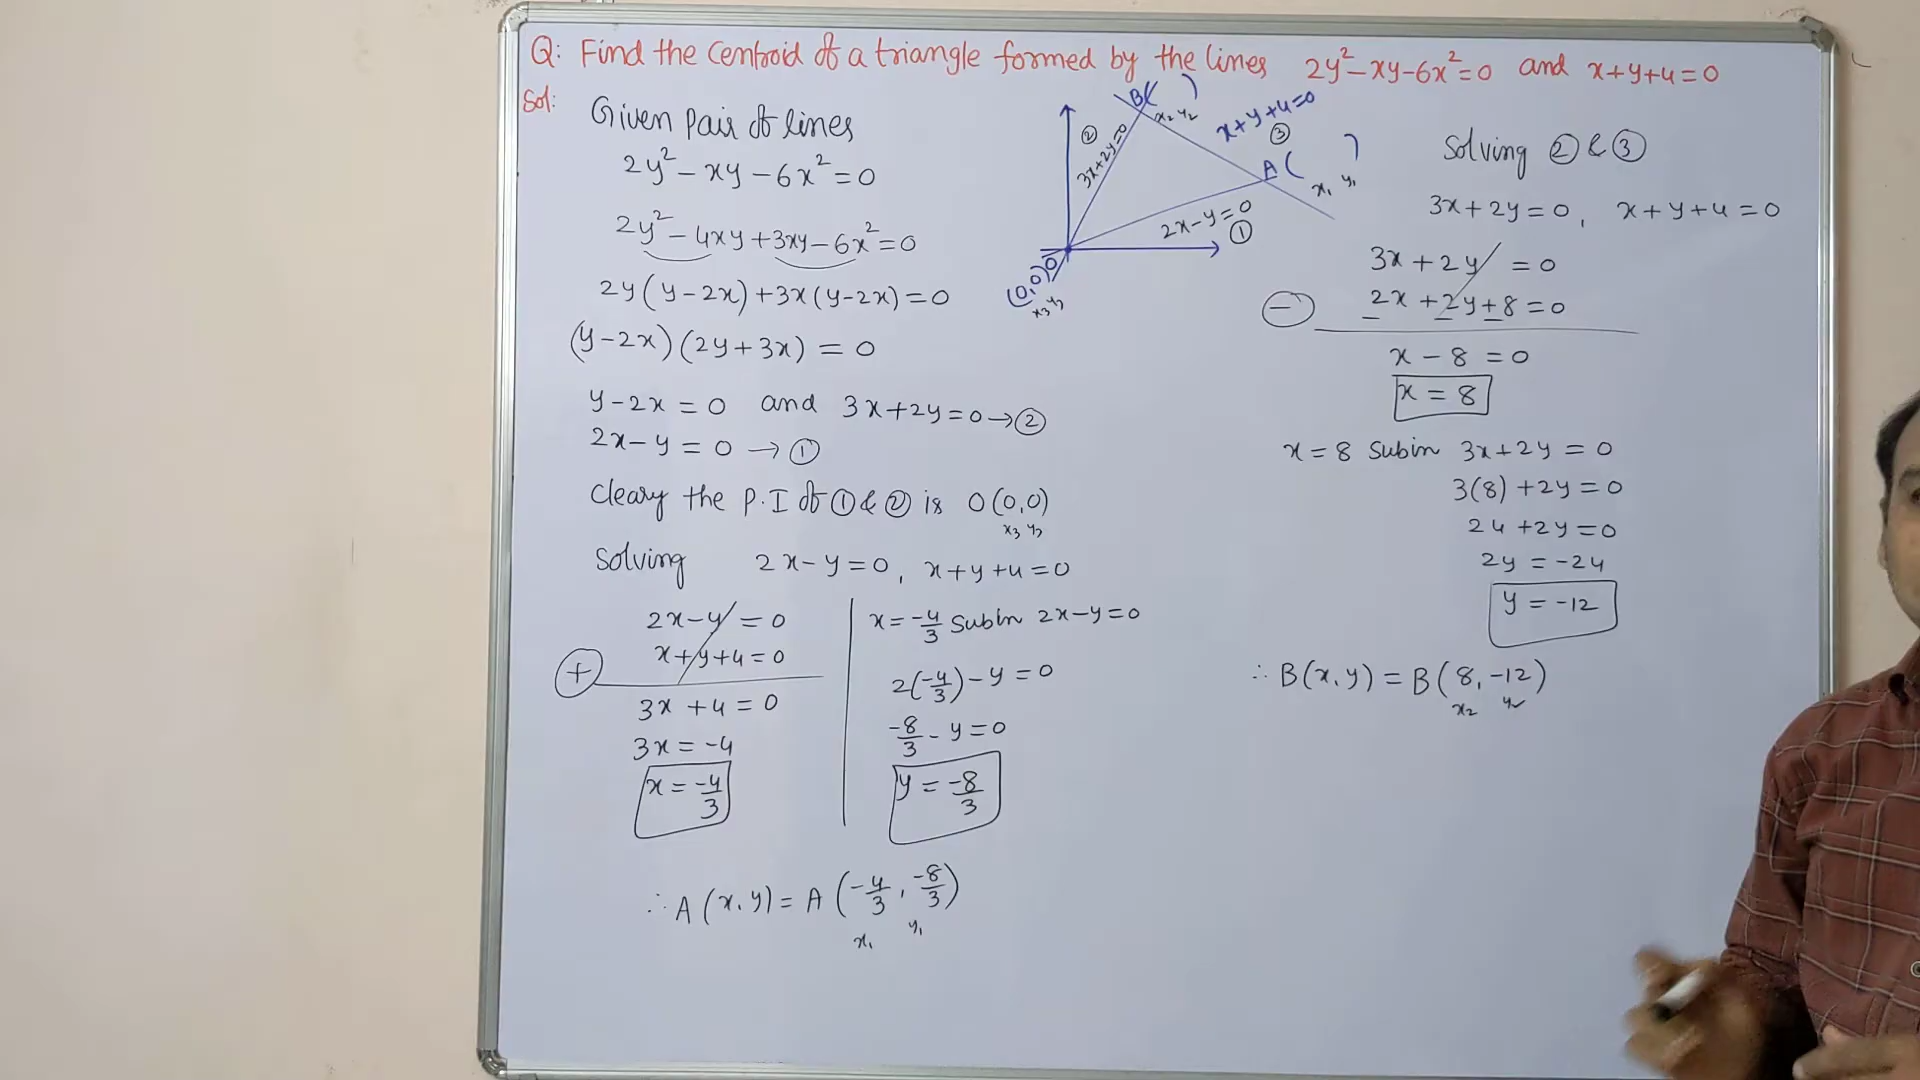 Q: Find the Centroid of a triangle formed by the lines 2y²-xy-6x²=0 and x+y+4=0
Sol:
Given pair of lines
2y²-xy-6x²=0
2y²-4xy+3xy-6x²=0
2y(y-2x)+3x(y-2x)=0
(y-2x)(2y+3x)=0
y-2x=0 and 3x+2y=0→②
2x-y=0→①
Cleary the P.I of ①&② is O(0,0)
x₃ y₃
Solving 2x-y=0, x+y+4=0
2x-y=0
x+y+4=0
+
3x+4=0
3x=-4
x=-4/3
x=-4/3 Sub in 2x-y=0
2(-4/3)-y=0
-8/3-y=0
y=-8/3
∴A(x,y)=A(-4/3,-8/3)
x₁ y₁
B( )
x₂ y₂
②
3x+2y=0
x+y+4=0
③
A( )
x₁ y₁
2x-y=0
①
(0,0)O
x₃ y₃
Solving ②&③
3x+2y=0, x+y+4=0
3x+2y=0
2x+2y+8=0
-
x-8=0
x=8
x=8 Sub in 3x+2y=0
3(8)+2y=0
24+2y=0
2y=-24
y=-12
∴B(x,y)=B(8,-12)
x₂ y₂